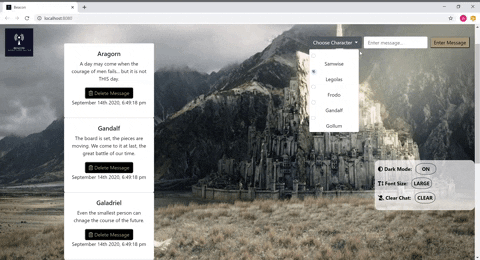 Beacon
localhost:8080
BEACON
Choose Character
Enter message...
Enter Message
Samwise
Legolas
Frodo
Gandalf
Gollum
Aragorn
A day may come when the
courage of men fails... but it is not
THIS day.
Delete Message
September 14th 2020, 6:49:18 pm
Gandalf
The board is set, the pieces are
moving. We come to it at last, the
great battle of our time.
Delete Message
September 14th 2020, 6:49:18 pm
Galadriel
Even the smallest person can
chnage the course of the future.
Delete Message
September 14th 2020, 6:49:18 pm
Dark Mode: ON
Font Size: LARGE
Clear Chat: CLEAR